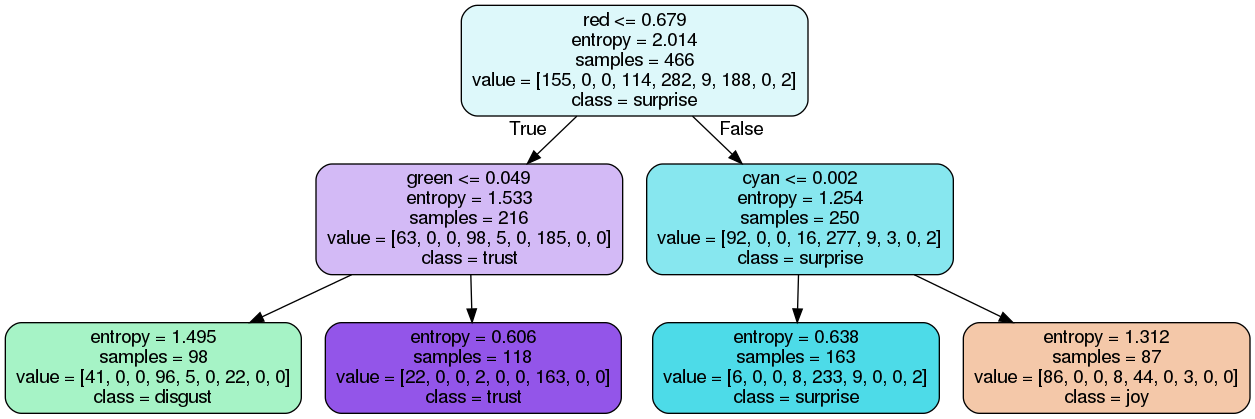 red <= 0.679
entropy = 2.014
samples = 466
value = [155, 0, 0, 114, 282, 9, 188, 0, 2]
class = surprise
True
False
green <= 0.049
entropy = 1.533
samples = 216
value = [63, 0, 0, 98, 5, 0, 185, 0, 0]
class = trust
cyan <= 0.002
entropy = 1.254
samples = 250
value = [92, 0, 0, 16, 277, 9, 3, 0, 2]
class = surprise
entropy = 1.495
samples = 98
value = [41, 0, 0, 96, 5, 0, 22, 0, 0]
class = disgust
entropy = 0.606
samples = 118
value = [22, 0, 0, 2, 0, 0, 163, 0, 0]
class = trust
entropy = 0.638
samples = 163
value = [6, 0, 0, 8, 233, 9, 0, 0, 2]
class = surprise
entropy = 1.312
samples = 87
value = [86, 0, 0, 8, 44, 0, 3, 0, 0]
class = joy